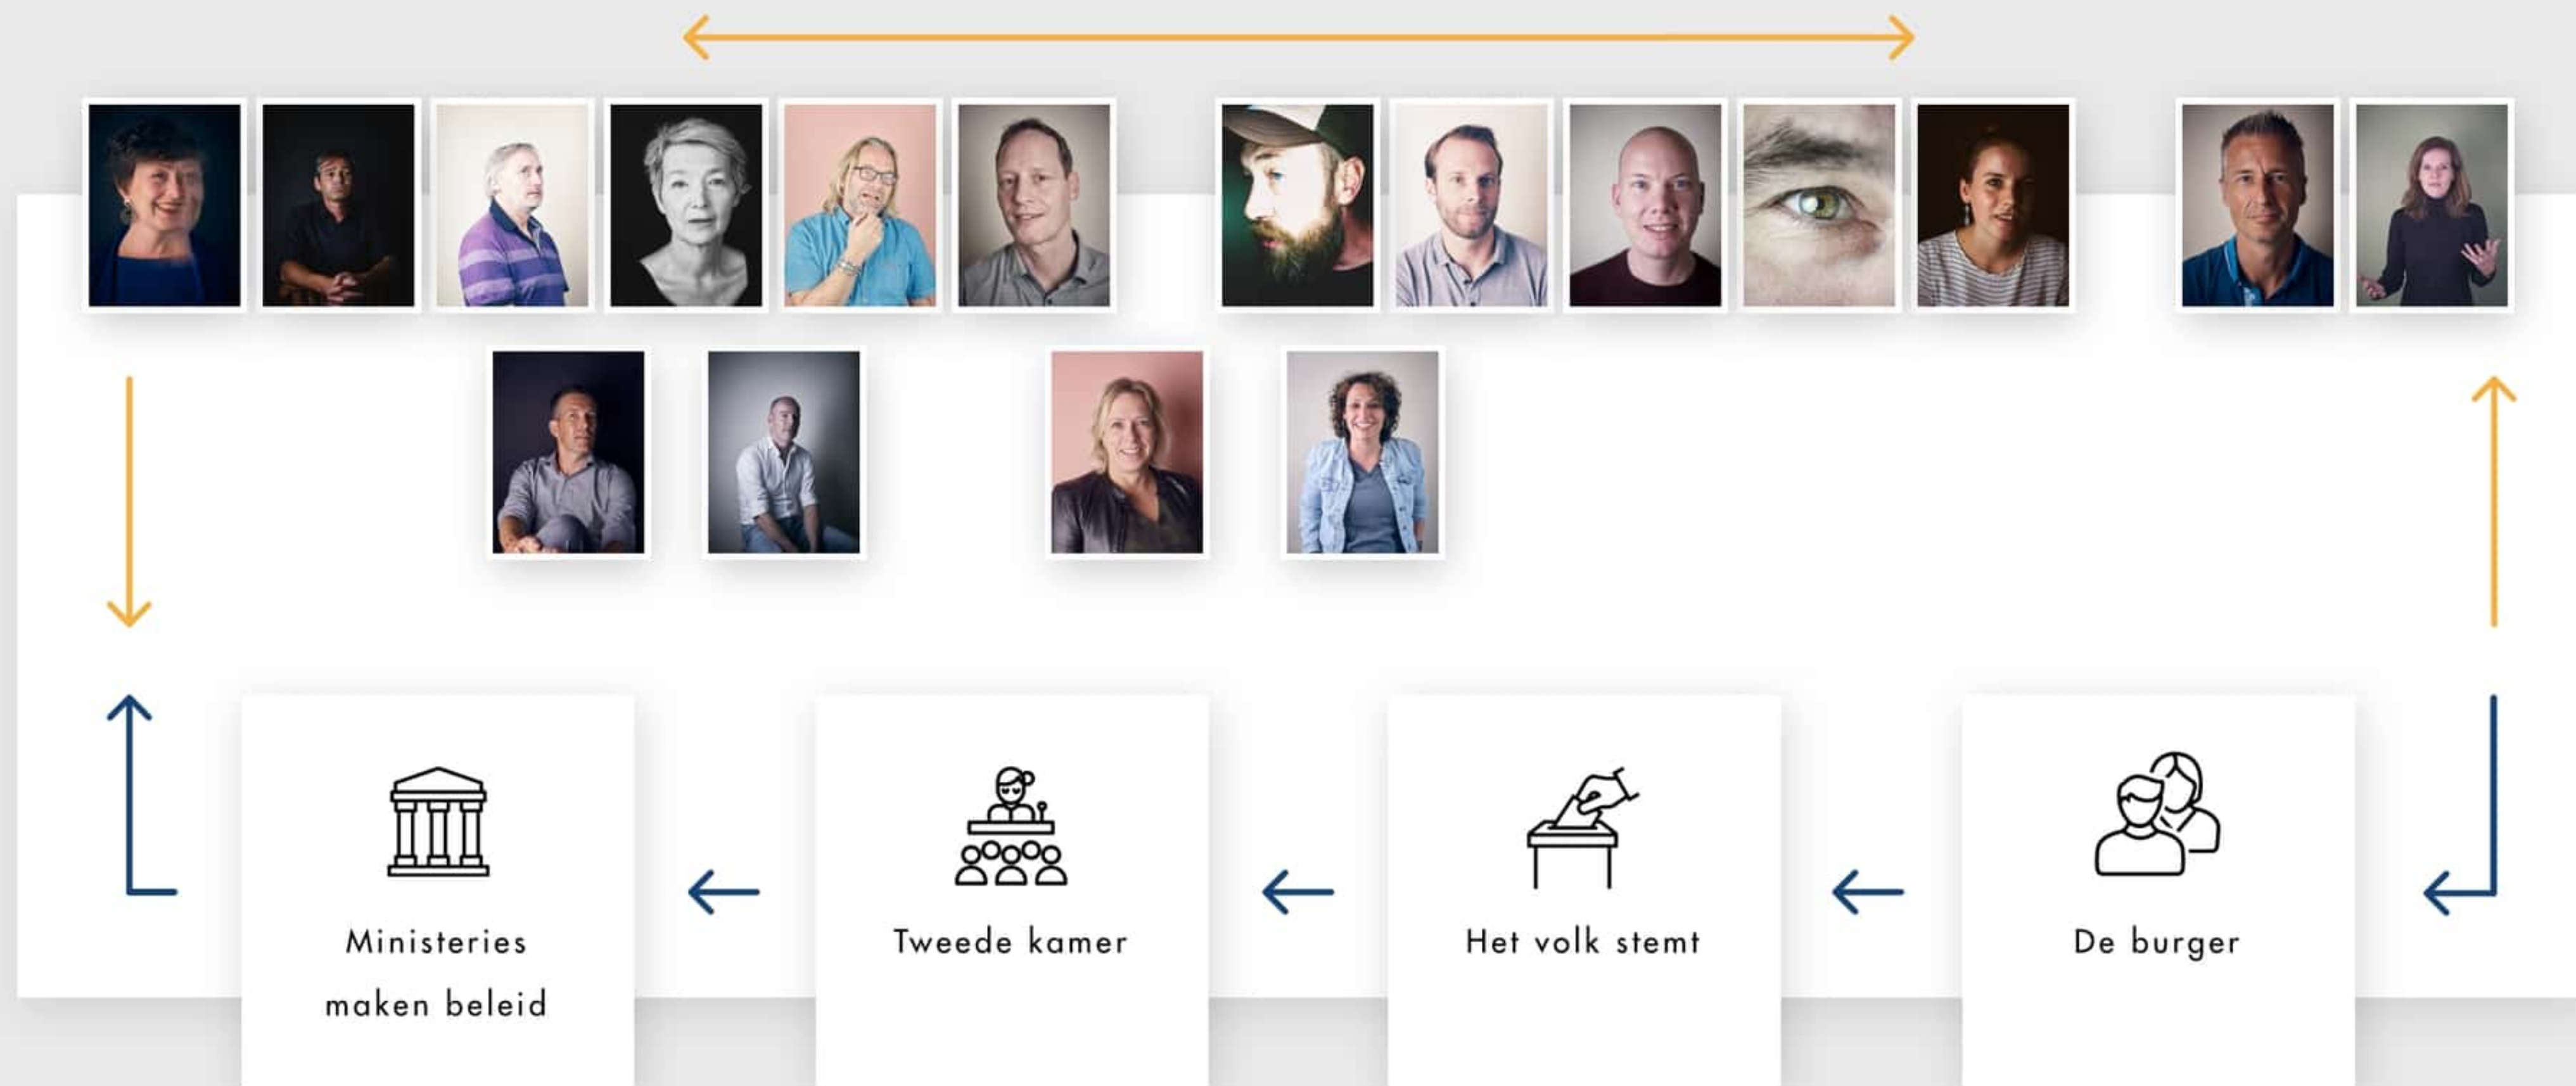 Ministeries
maken beleid
Tweede kamer
Het volk stemt
De burger